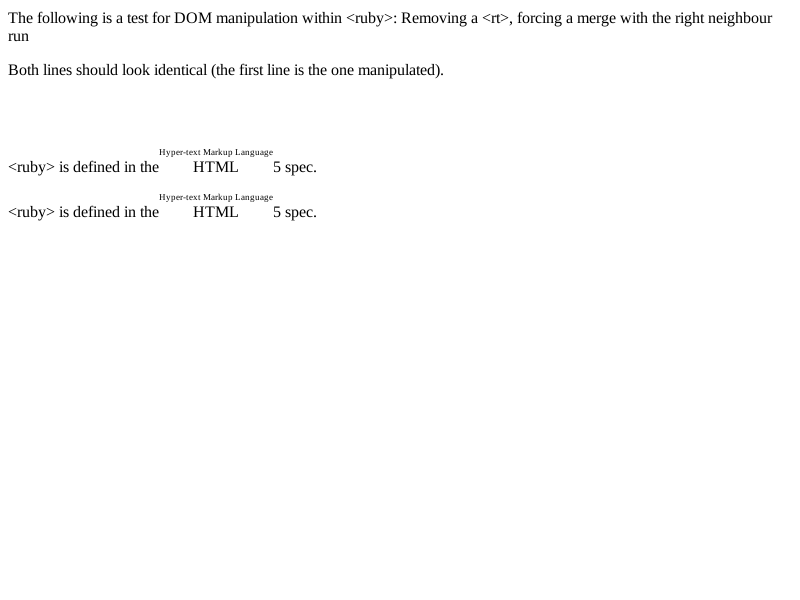 The following is a test for DOM manipulation within <ruby>: Removing a <rt>, forcing a merge with the right neighbour
run
Both lines should look identical (the first line is the one manipulated).
Hyper-text Markup Language
<ruby> is defined in the HTML 5 spec.
Hyper-text Markup Language
<ruby> is defined in the HTML 5 spec.